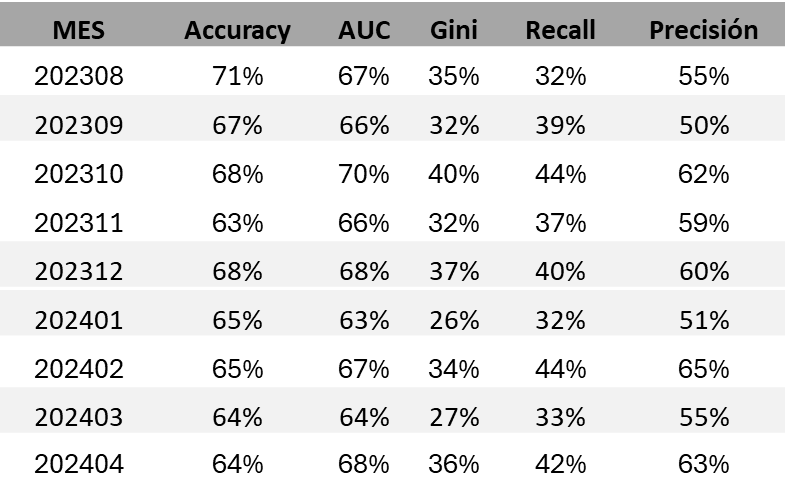 MES Accuracy AUC Gini Recall Precisión
202308 71% 67% 35% 32% 55%
202309 67% 66% 32% 39% 50%
202310 68% 70% 40% 44% 62%
202311 63% 66% 32% 37% 59%
202312 68% 68% 37% 40% 60%
202401 65% 63% 26% 32% 51%
202402 65% 67% 34% 44% 65%
202403 64% 64% 27% 33% 55%
202404 64% 68% 36% 42% 63%